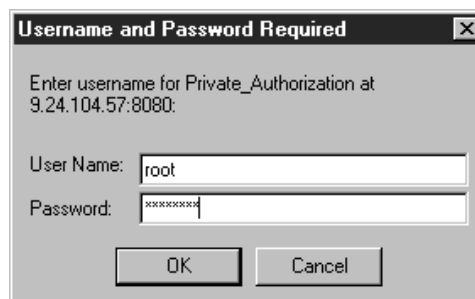 Username and Password Required
Enter username for Private_Authorization at
9.24.104.57:8080:
User Name: root
Password: ********
OK Cancel